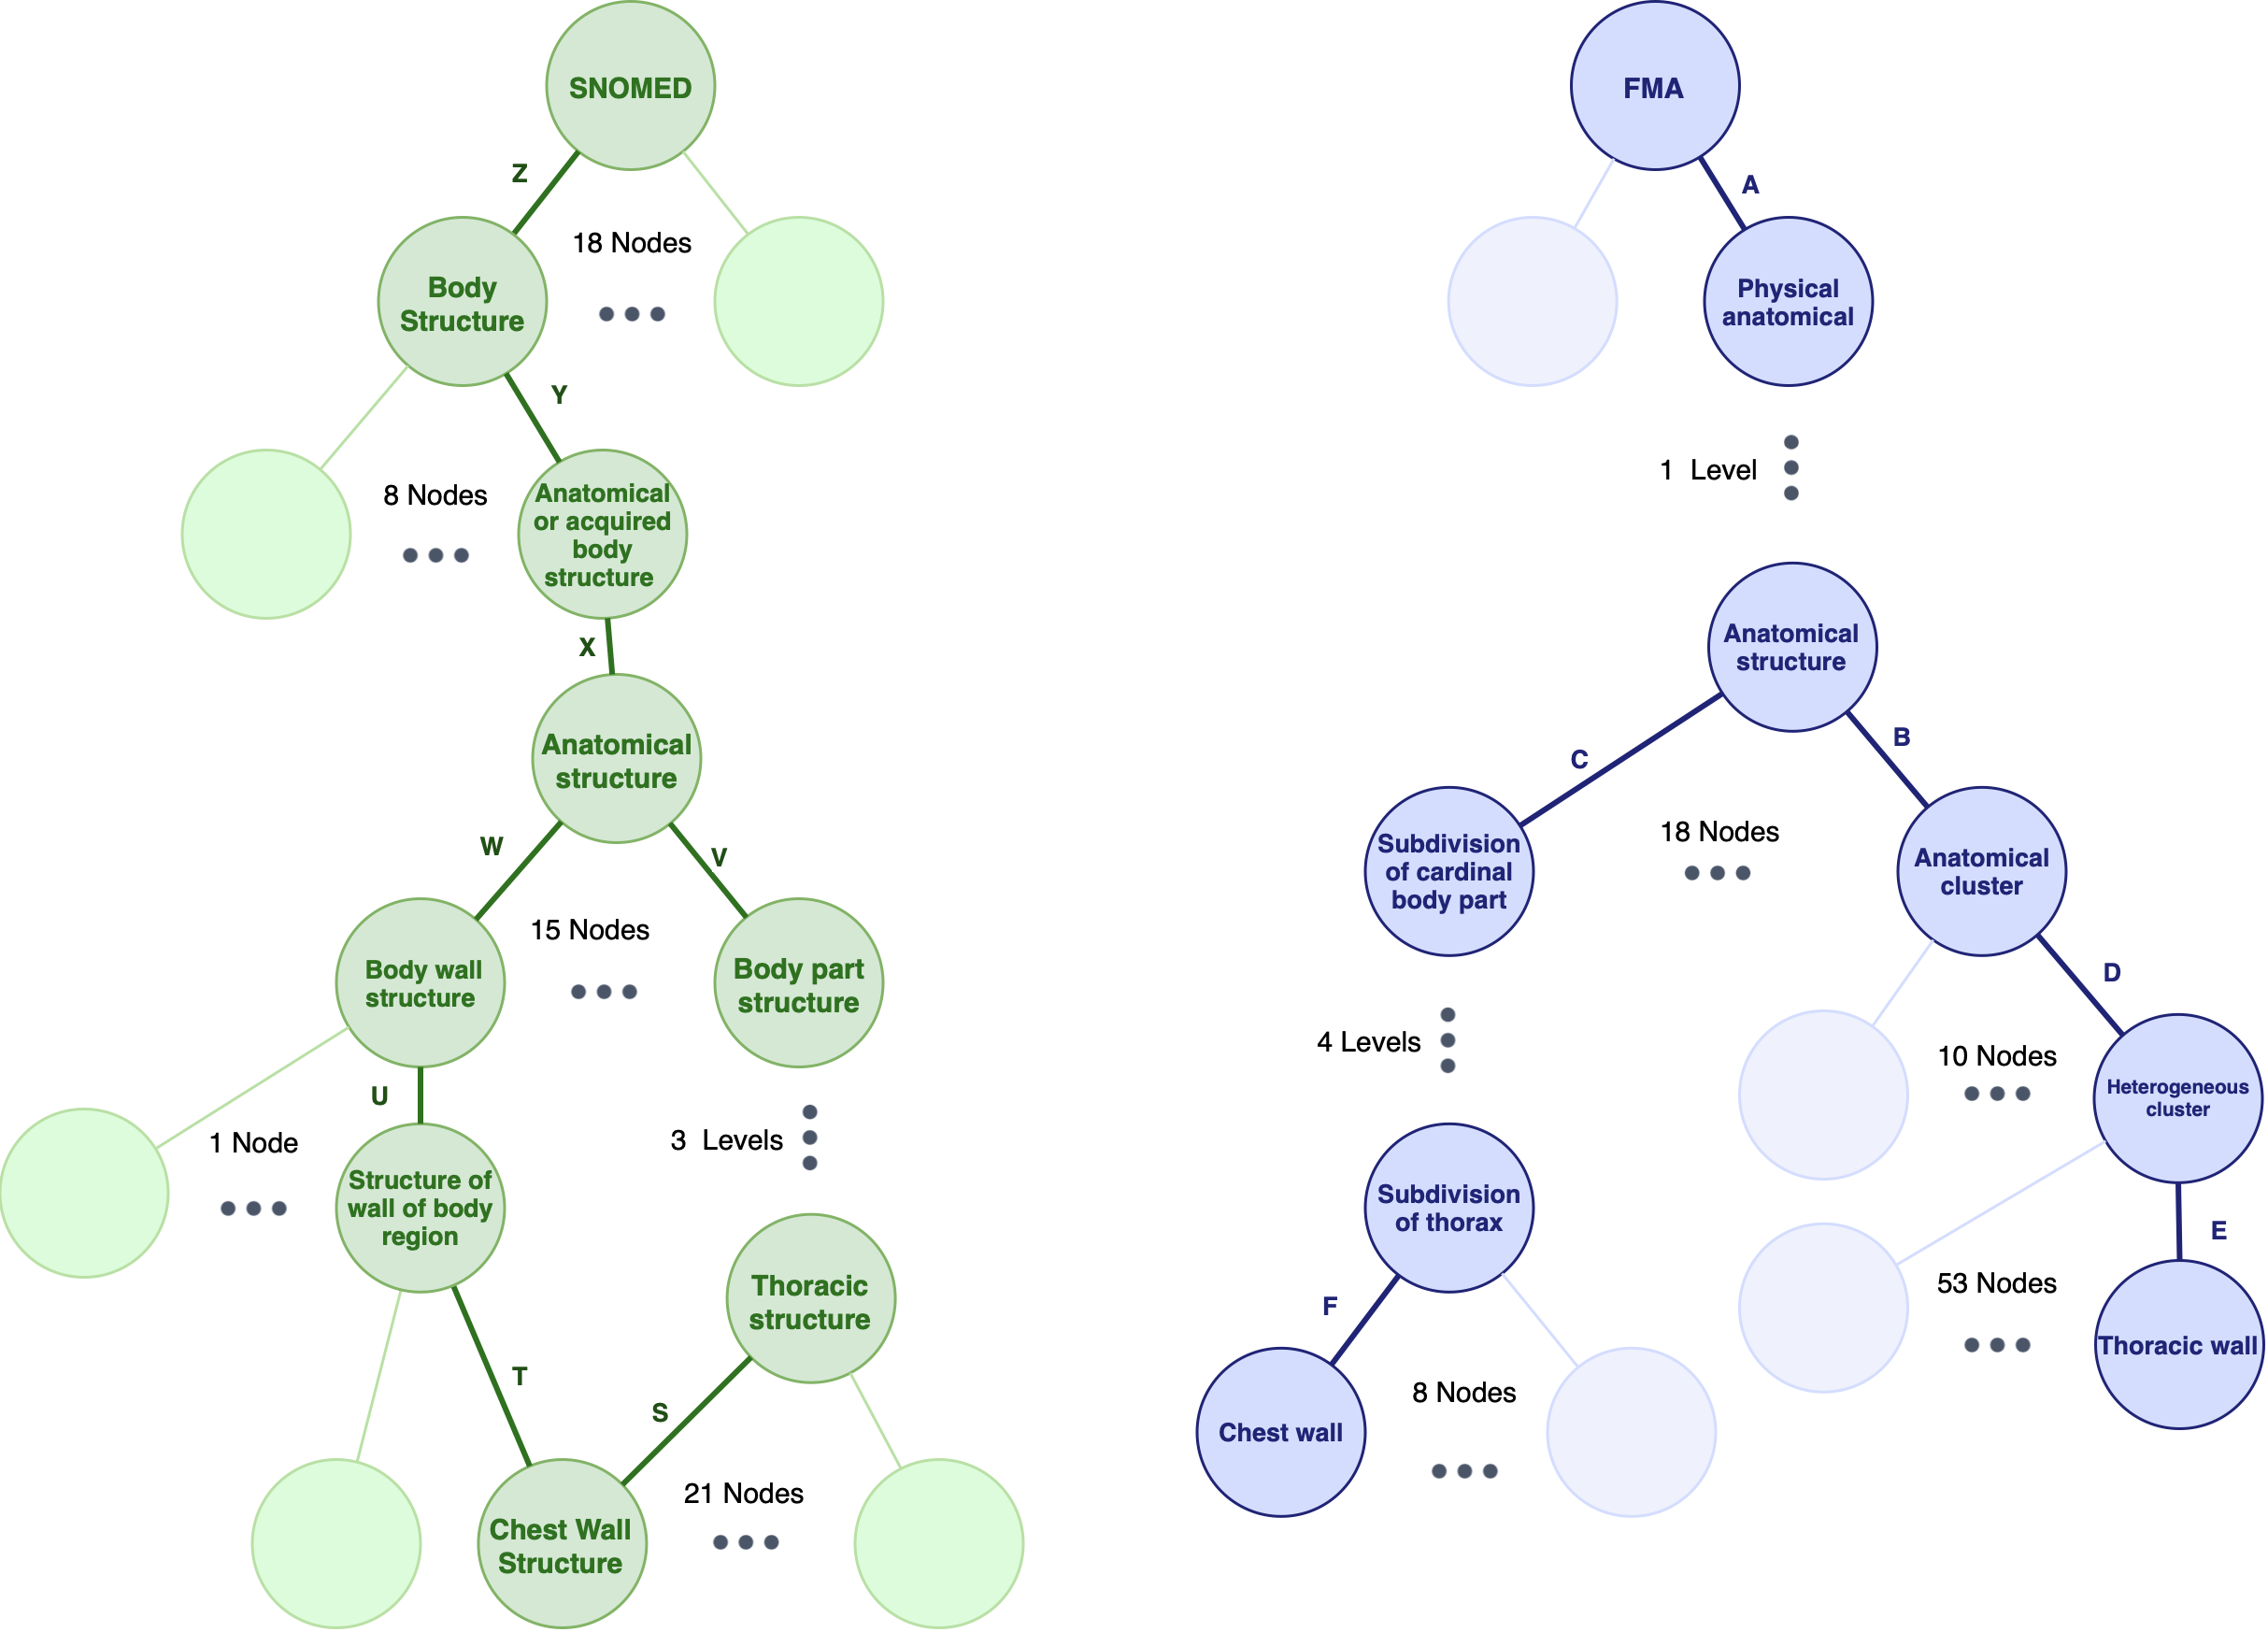 SNOMED
Z
18 Nodes
Body
Structure
Y
8 Nodes
Anatomical
or acquired
body
structure
X
Anatomical
structure
W
V
15 Nodes
Body wall
structure
Body part
structure
U
1 Node
3 Levels
Structure of
wall of body
region
Thoracic
structure
T
S
21 Nodes
Chest Wall
Structure
FMA
A
Physical
anatomical
1 Level
Anatomical
structure
C
B
18 Nodes
Subdivision
of cardinal
body part
Anatomical
cluster
D
4 Levels
10 Nodes
Heterogeneous
cluster
Subdivision
of thorax
E
F
53 Nodes
Thoracic wall
8 Nodes
Chest wall